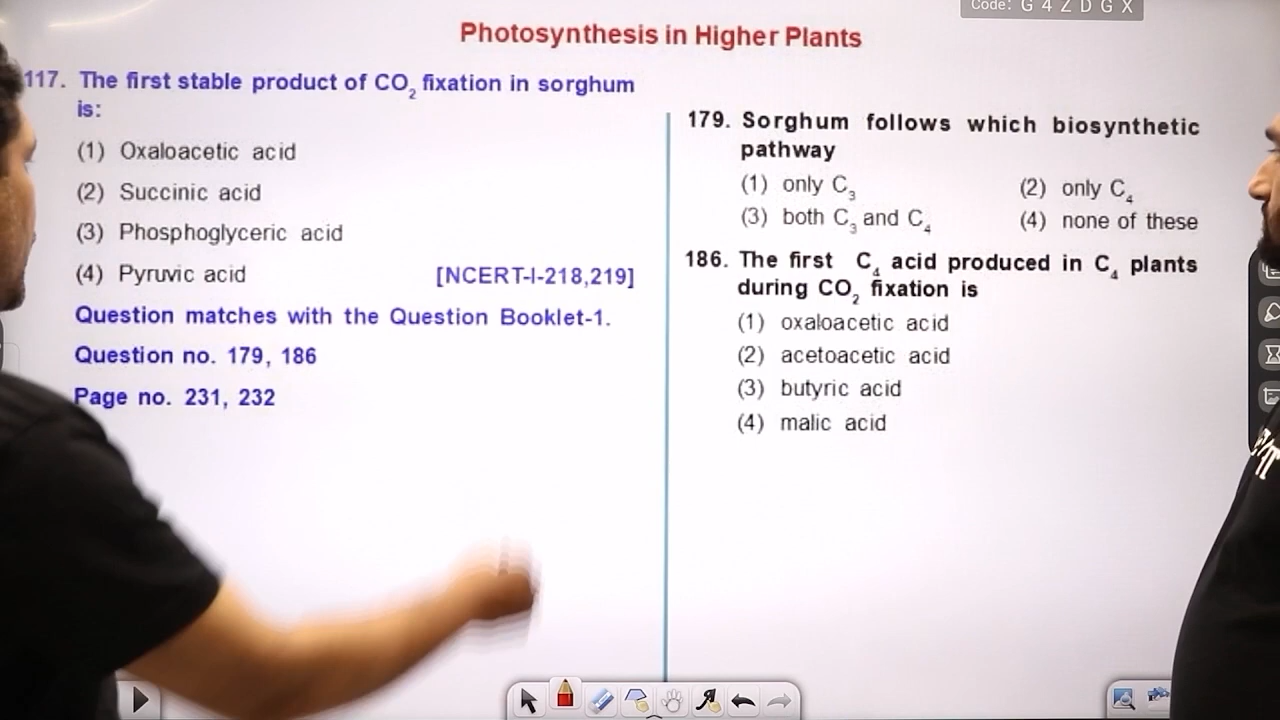 Code: G 4 Z D G X
Photosynthesis in Higher Plants
117. The first stable product of CO₂ fixation in sorghum
is:
(1) Oxaloacetic acid
(2) Succinic acid
(3) Phosphoglyceric acid
(4) Pyruvic acid [NCERT-I-218,219]
Question matches with the Question Booklet-1.
Question no. 179, 186
Page no. 231, 232
179. Sorghum follows which biosynthetic
pathway
(1) only C₃ (2) only C₄
(3) both C₃ and C₄ (4) none of these
186. The first C₄ acid produced in C₄ plants
during CO₂ fixation is
(1) oxaloacetic acid
(2) acetoacetic acid
(3) butyric acid
(4) malic acid